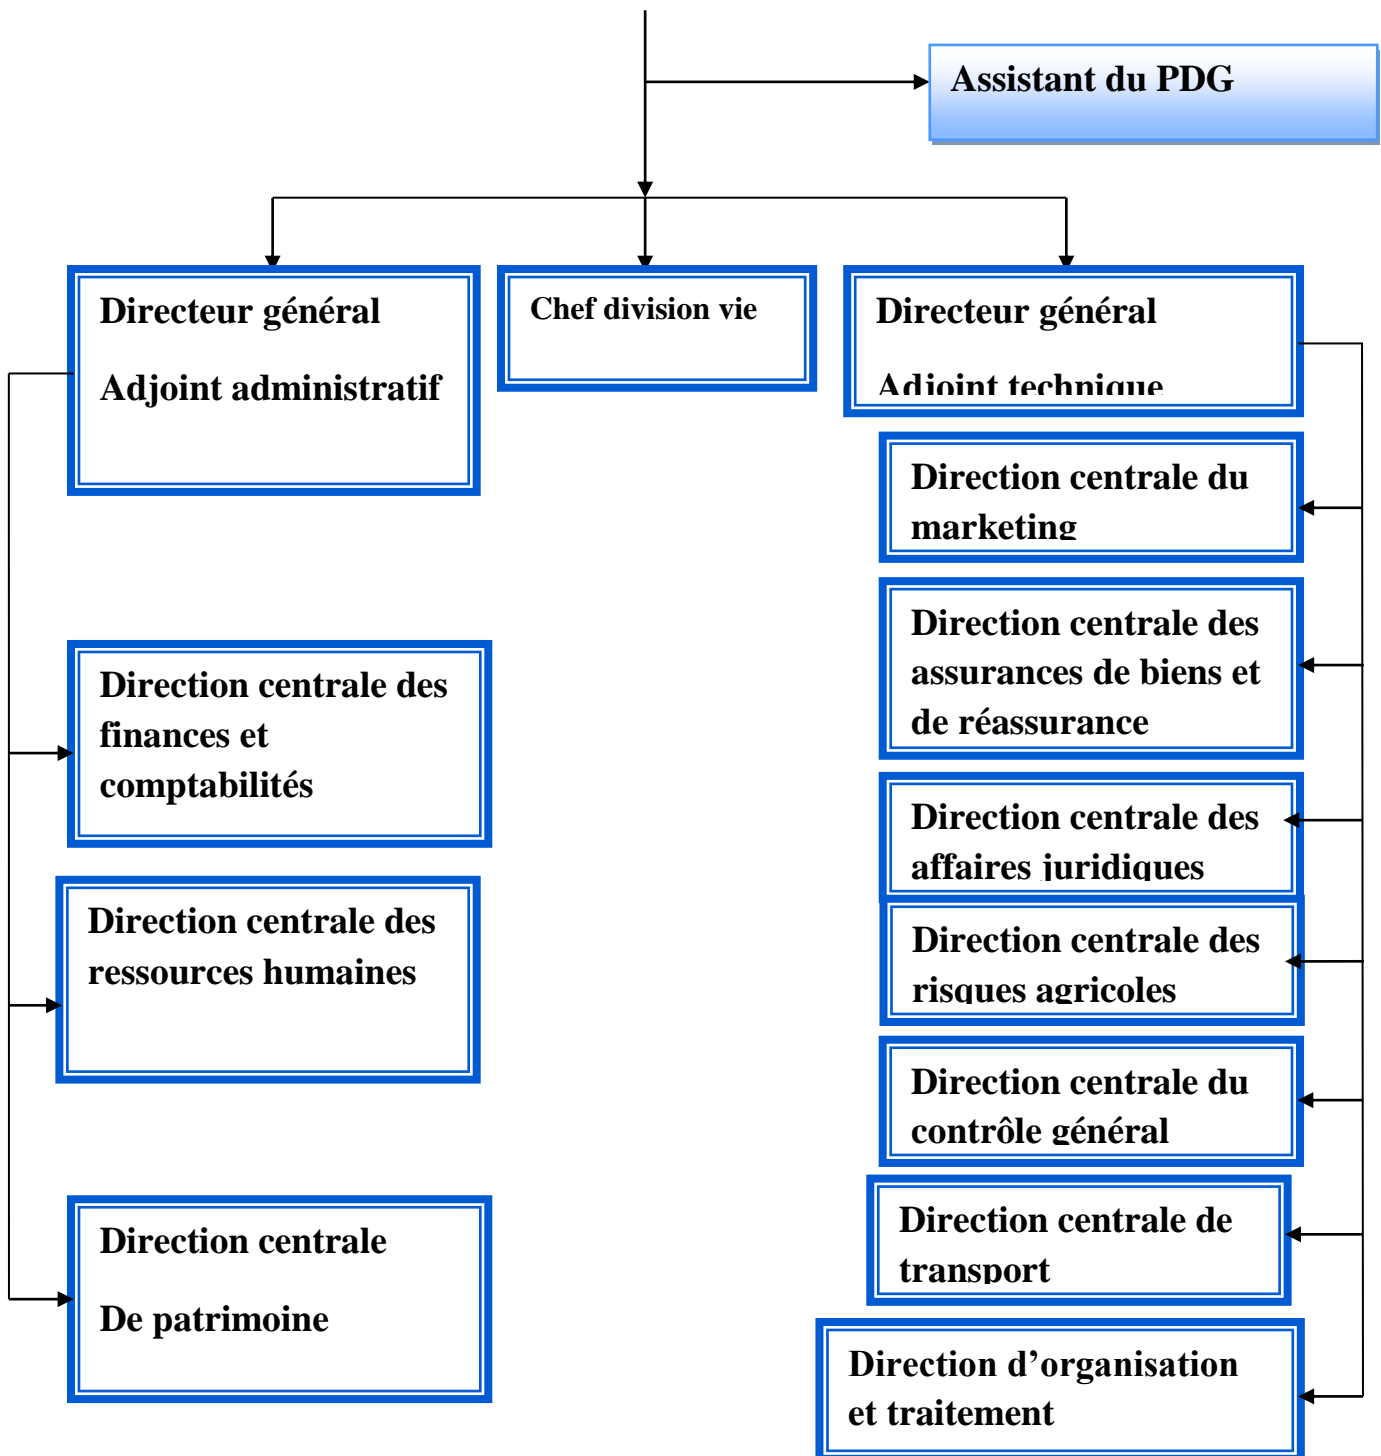 Assistant du PDG
Directeur général
Adjoint administratif
Chef division vie
Directeur général
Adjoint technique
Direction centrale du
marketing
Direction centrale des
assurances de biens et
de réassurance
Direction centrale des
affaires juridiques
Direction centrale des
risques agricoles
Direction centrale du
contrôle général
Direction centrale de
transport
Direction d’organisation
et traitement
Direction centrale des
finances et
comptabilités
Direction centrale des
ressources humaines
Direction centrale
De patrimoine